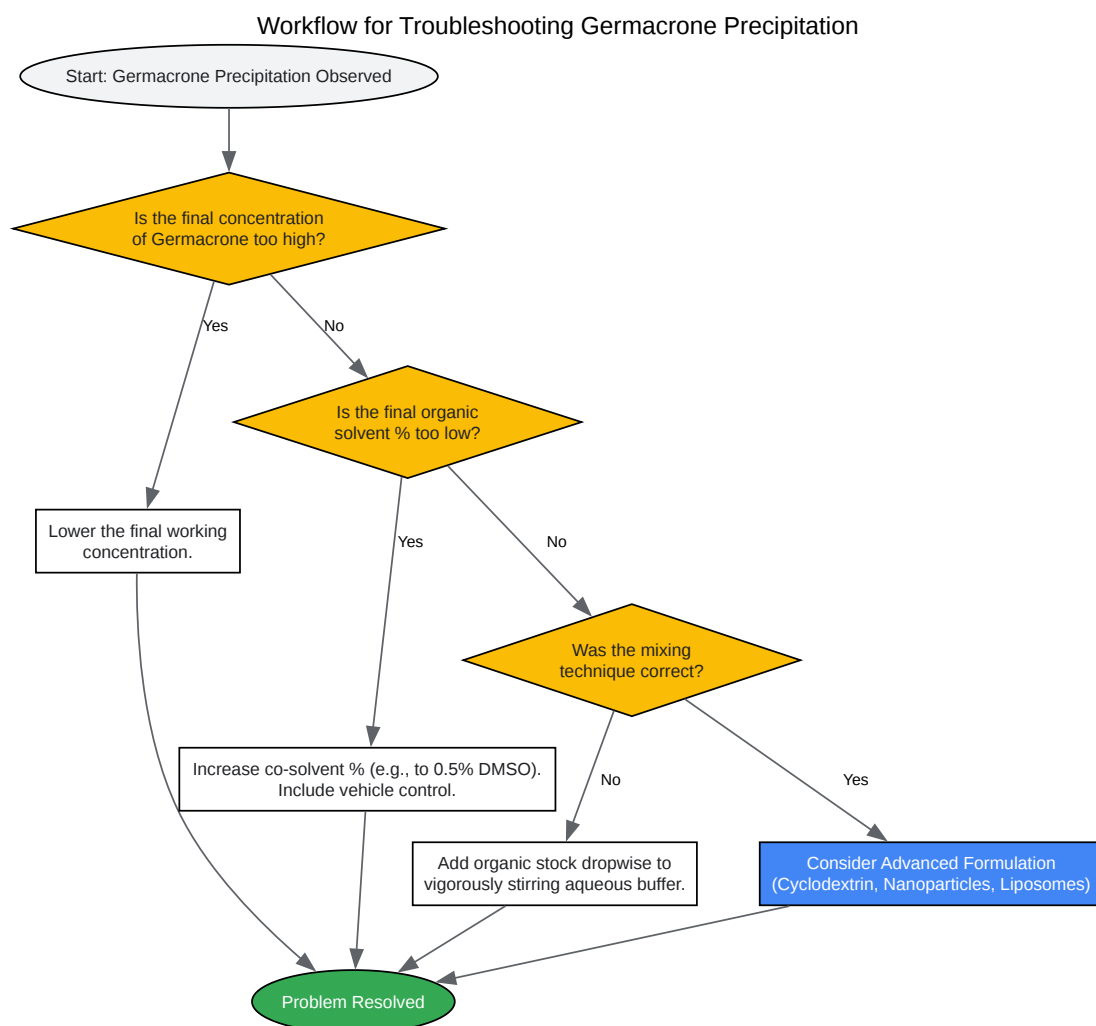 Workflow for Troubleshooting Germacrone Precipitation
Start: Germacrone Precipitation Observed
Is the final concentration
of Germacrone too high?
Yes
No
Is the final organic
solvent % too low?
Lower the final working
concentration.
Yes
No
Was the mixing
technique correct?
Increase co-solvent % (e.g., to 0.5% DMSO).
Include vehicle control.
No
Yes
Add organic stock dropwise to
vigorously stirring aqueous buffer.
Consider Advanced Formulation
(Cyclodextrin, Nanoparticles, Liposomes)
Problem Resolved